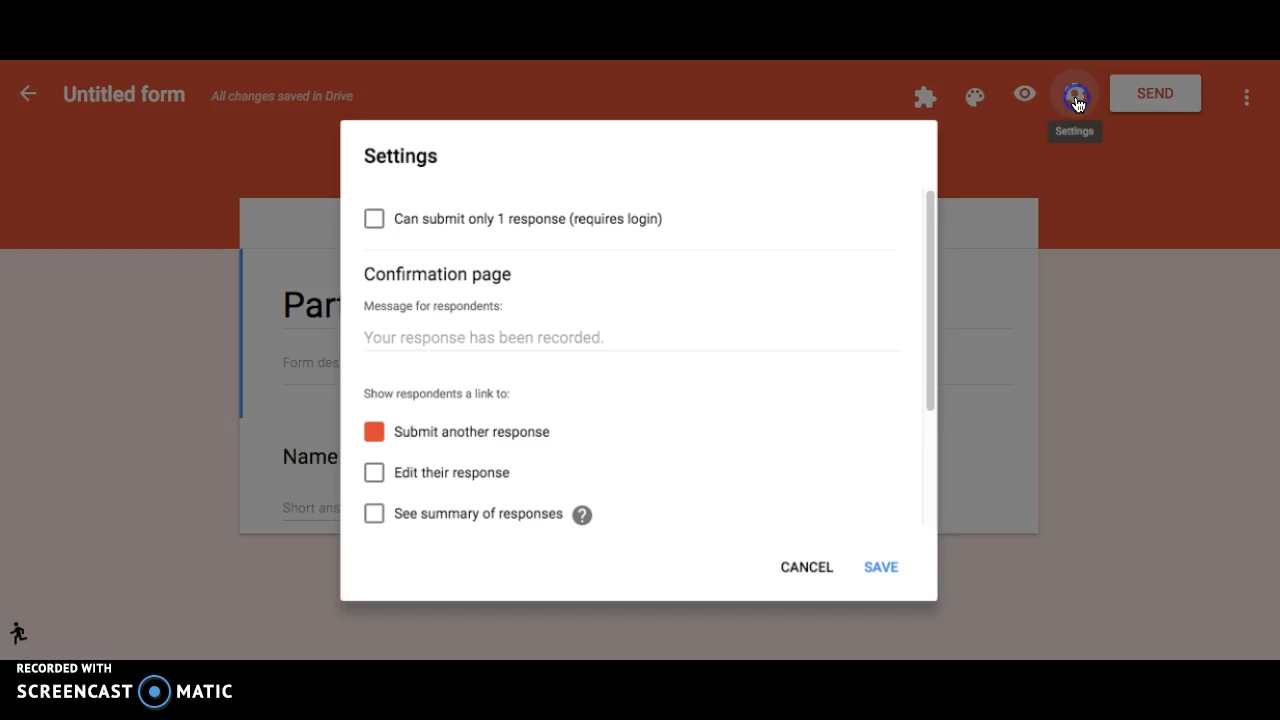 Untitled form
All changes saved in Drive
SEND
Settings
Settings
Can submit only 1 response (requires login)
Confirmation page
Message for respondents:
Your response has been recorded.
Show respondents a link to:
Submit another response
Edit their response
See summary of responses ?
CANCEL SAVE
Part
Form des
Name
Short ans
RECORDED WITH
SCREENCAST MATIC